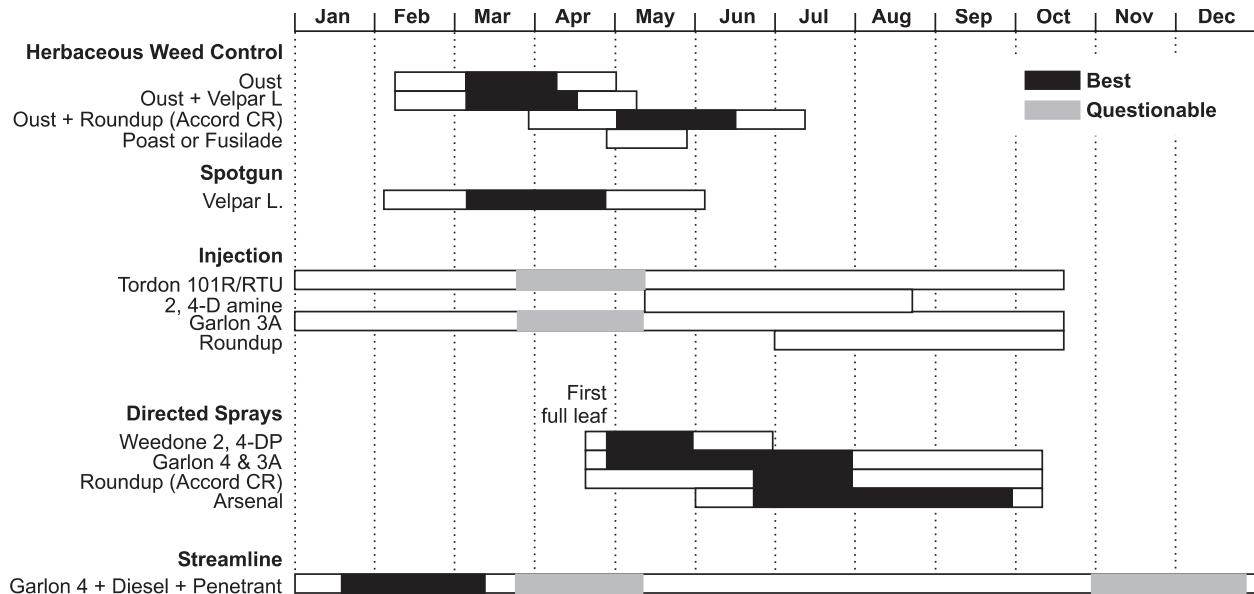 Jan Feb Mar Apr May Jun Jul Aug Sep Oct Nov Dec
Herbaceous Weed Control
Oust
Best
Oust + Velpar L
Questionable
Oust + Roundup (Accord CR)
Poast or Fusilade
Spotgun
Velpar L.
Injection
Tordon 101R/RTU
2, 4-D amine
Garlon 3A
Roundup
First
full leaf
Directed Sprays
Weedone 2, 4-DP
Garlon 4 & 3A
Roundup (Accord CR)
Arsenal
Streamline
Garlon 4 + Diesel + Penetrant